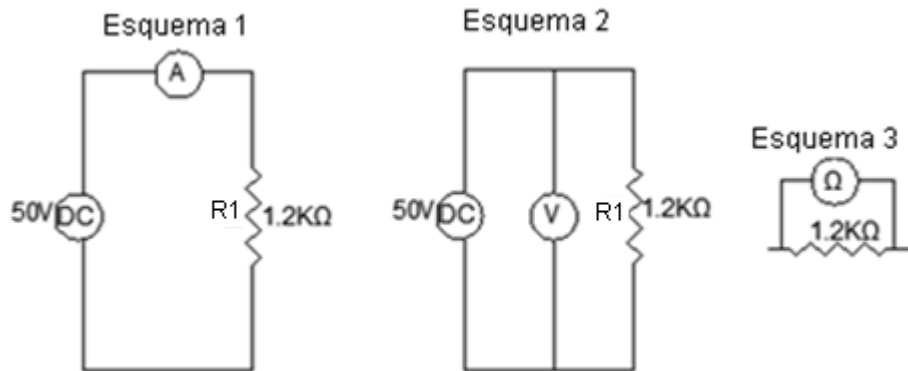 Esquema 1
A
50V DC
R1 1.2KΩ
Esquema 2
50V DC
V
R1 1.2KΩ
Esquema 3
Ω
1.2KΩ